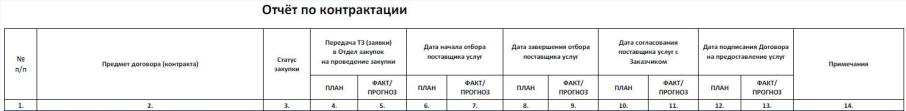 Отчёт по контрактации
№
п/п
Предмет договора (контракта)
Статус
закупки
Передача ТЗ (заявки)
в Отдел закупок
на проведение закупки
Дата начала отбора
поставщика услуг
Дата завершения отбора
поставщика услуг
Дата согласования
поставщика услуг с
Заказчиком
Дата подписания Договора
на предоставление услуг
Примечания
ПЛАН
ФАКТ/
ПРОГНОЗ
ПЛАН
ФАКТ/
ПРОГНОЗ
ПЛАН
ФАКТ/
ПРОГНОЗ
ПЛАН
ФАКТ/
ПРОГНОЗ
ПЛАН
ФАКТ/
ПРОГНОЗ
1. 2. 3. 4. 5. 6. 7. 8. 9. 10. 11. 12. 13. 14.